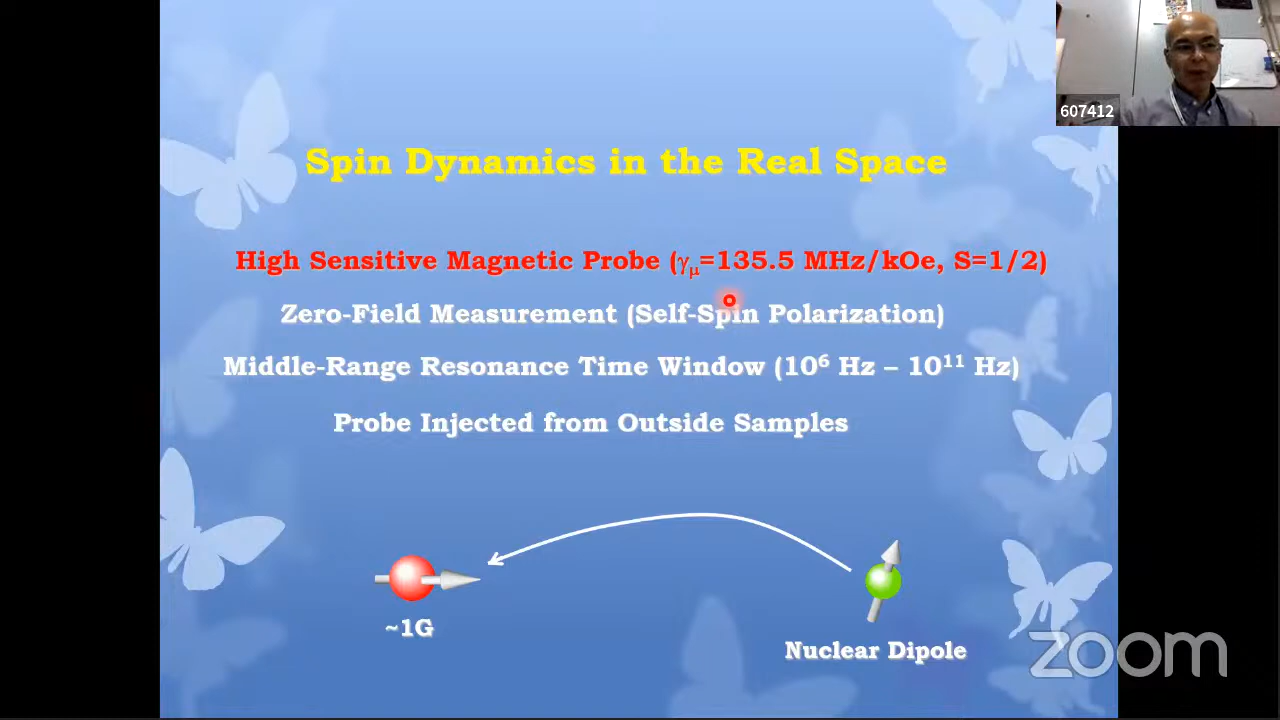 607412
Spin Dynamics in the Real Space
High Sensitive Magnetic Probe (γμ=135.5 MHz/kOe, S=1/2)
Zero-Field Measurement (Self-Spin Polarization)
Middle-Range Resonance Time Window (10⁶ Hz – 10¹¹ Hz)
Probe Injected from Outside Samples
~1G
Nuclear Dipole
zoom